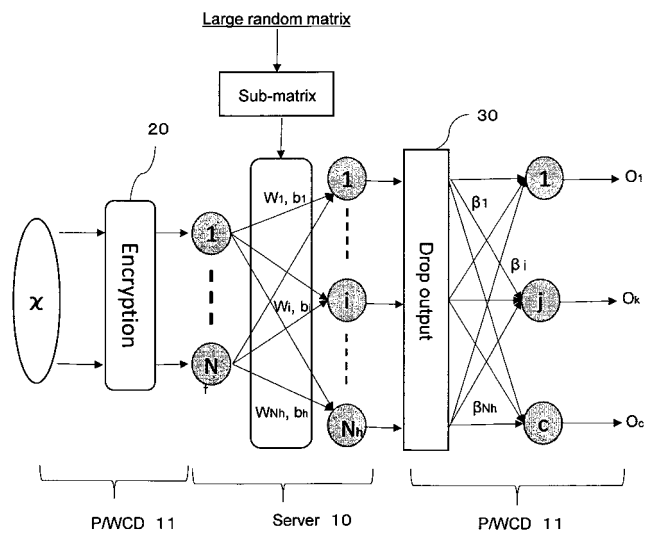 Large random matrix
Sub-matrix
20
30
χ
Encryption
1
N
f
W1, b1
Wi, bi
WNh, bh
1
i
Nh
Drop output
β1
βi
βNh
1
j
c
O1
Ok
Oc
P/WCD 11
Server 10
P/WCD 11